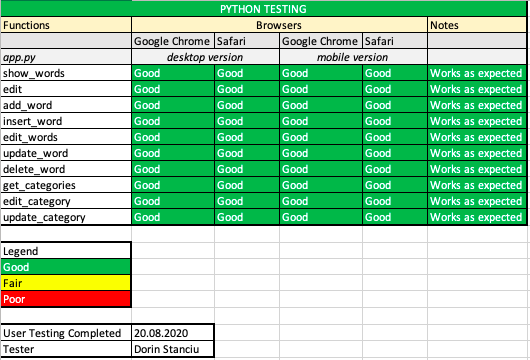 PYTHON TESTING
Functions Browsers Notes
Google Chrome Safari Google Chrome Safari
app.py desktop version mobile version
show_words Good Good Good Good Works as expected
edit Good Good Good Good Works as expected
add_word Good Good Good Good Works as expected
insert_word Good Good Good Good Works as expected
edit_words Good Good Good Good Works as expected
update_word Good Good Good Good Works as expected
delete_word Good Good Good Good Works as expected
get_categories Good Good Good Good Works as expected
edit_category Good Good Good Good Works as expected
update_category Good Good Good Good Works as expected
Legend
Good
Fair
Poor
User Testing Completed 20.08.2020
Tester Dorin Stanciu